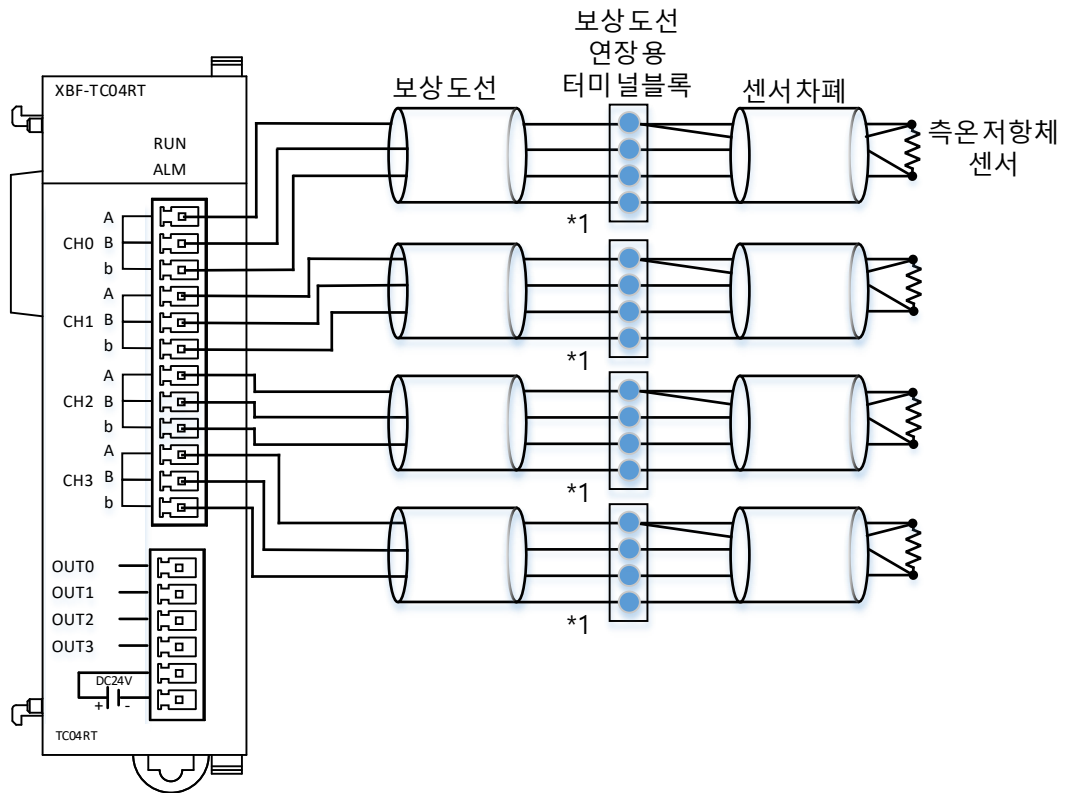 XBF-TC04RT
RUN
ALM
보상도선
보상도선
연장용
터미널블록
센서차폐
측온저항체
센서
A
CH0 B
b
A
CH1 B
b
A
CH2 B
b
A
CH3 B
b
*1
*1
*1
*1
OUT0
OUT1
OUT2
OUT3
DC24V
+ -
TC04RT